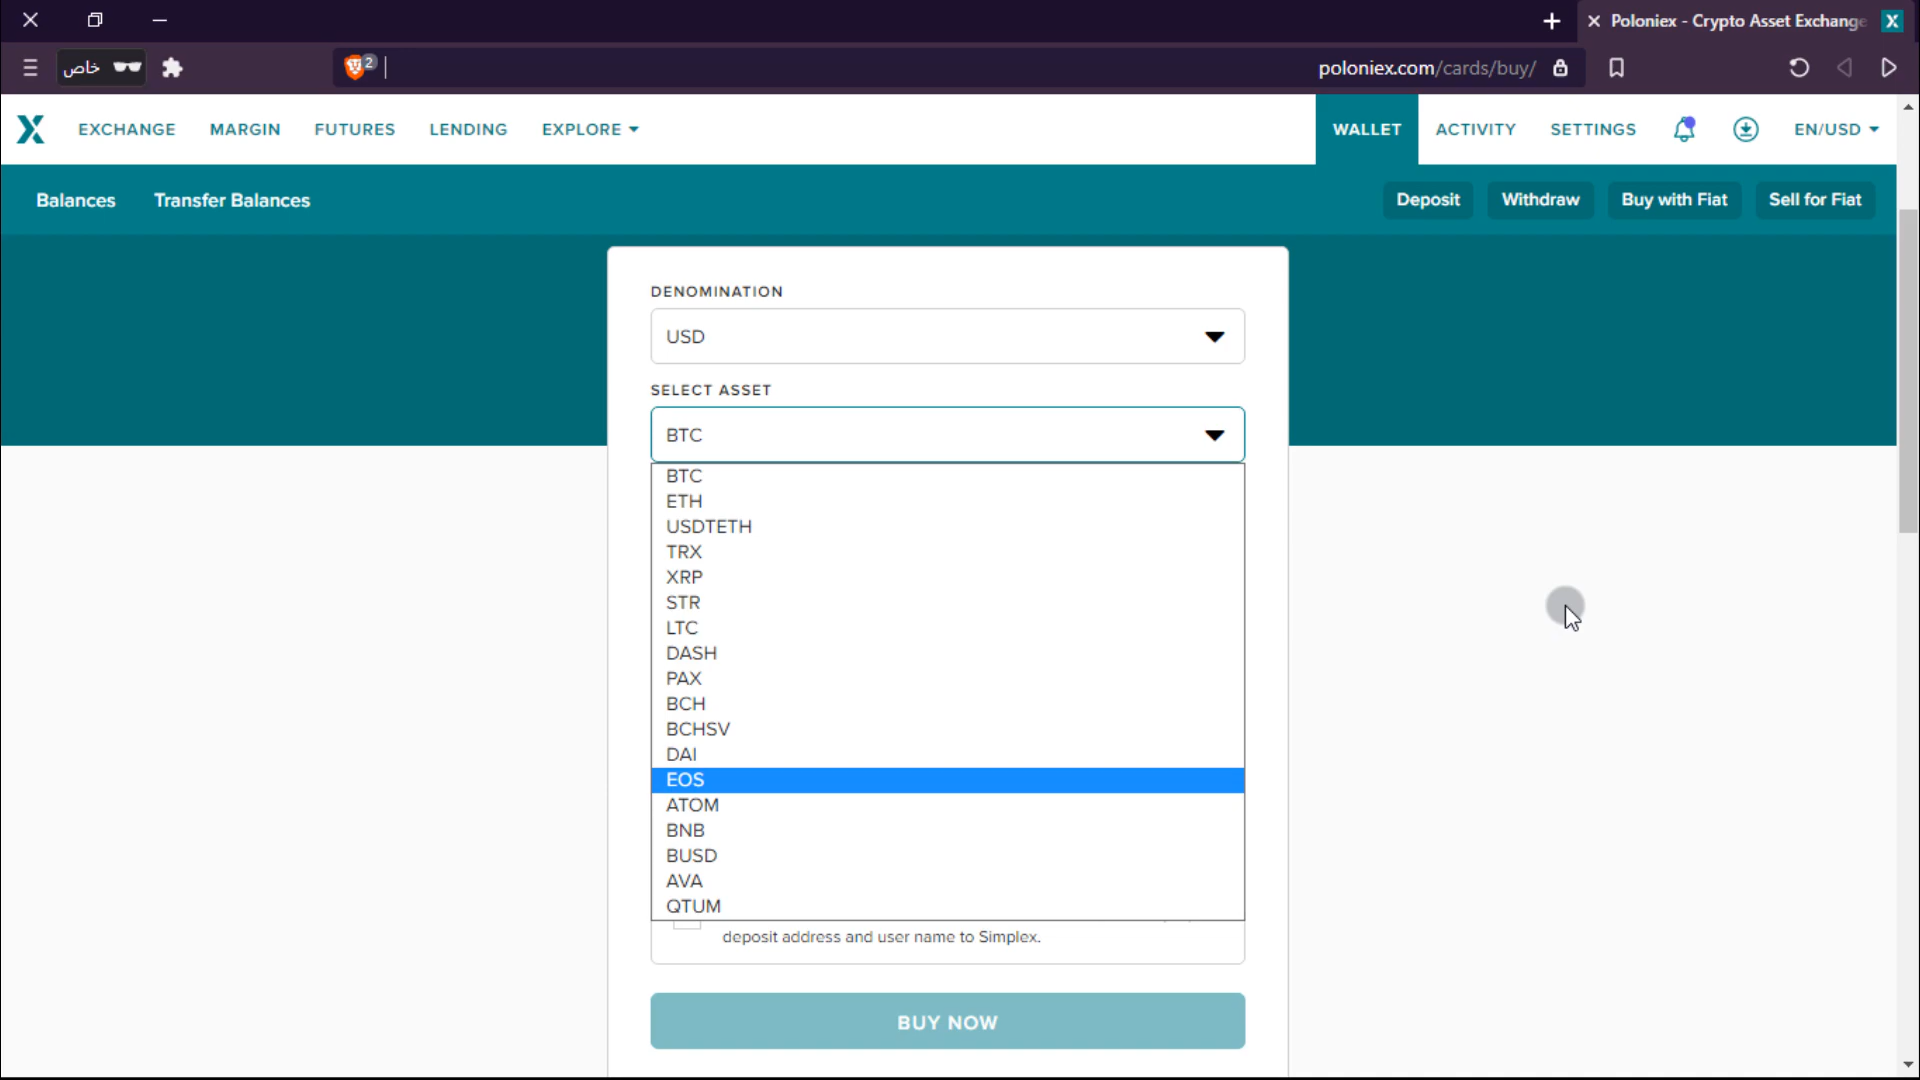 Poloniex - Crypto Asset Exchange
خاص
2
poloniex.com/cards/buy/
EXCHANGE MARGIN FUTURES LENDING EXPLORE WALLET ACTIVITY SETTINGS EN/USD
Balances Transfer Balances Deposit Withdraw Buy with Fiat Sell for Fiat
DENOMINATION
USD
SELECT ASSET
BTC
BTC
ETH
USDTETH
TRX
XRP
STR
LTC
DASH
PAX
BCH
BCHSV
DAI
EOS
ATOM
BNB
BUSD
AVA
QTUM
deposit address and user name to Simplex.
BUY NOW